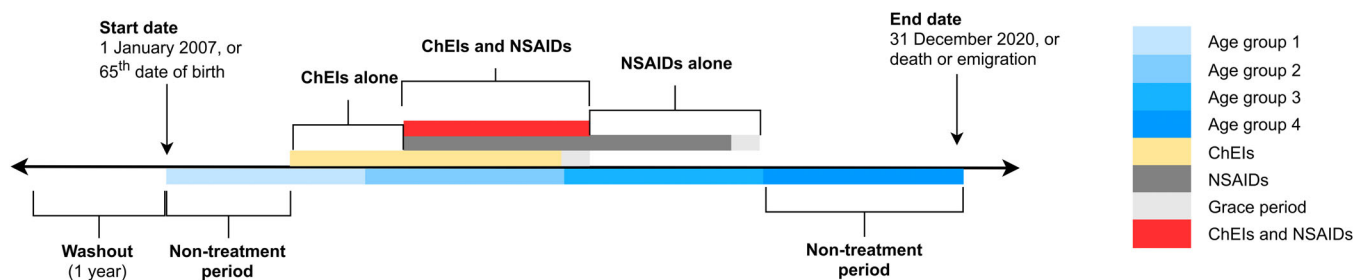 Start date
1 January 2007, or
65th date of birth
ChEIs alone
ChEIs and NSAIDs
NSAIDs alone
End date
31 December 2020, or
death or emigration
Washout
(1 year)
Non-treatment
period
Non-treatment
period
Age group 1
Age group 2
Age group 3
Age group 4
ChEIs
NSAIDs
Grace period
ChEIs and NSAIDs